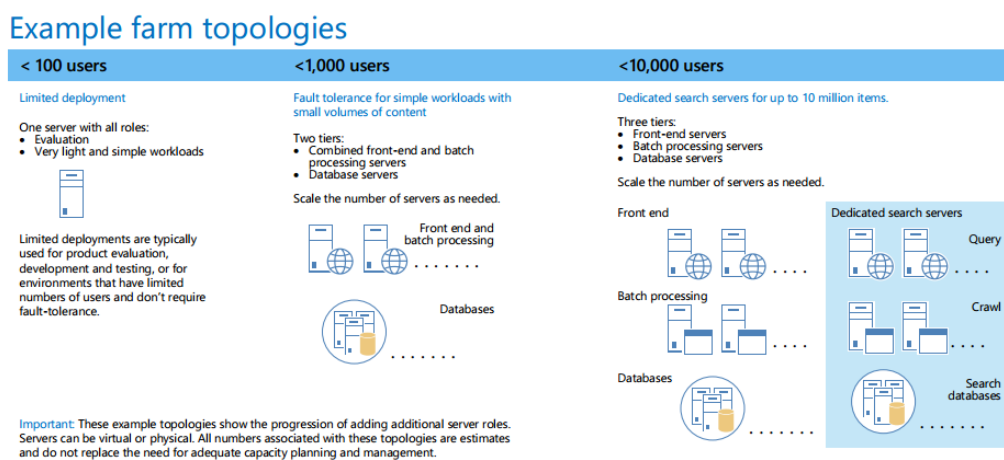 Example farm topologies
< 100 users
<1,000 users
<10,000 users
Limited deployment
One server with all roles:
• Evaluation
• Very light and simple workloads
Limited deployments are typically
used for product evaluation,
development and testing, or for
environments that have limited
numbers of users and don't require
fault-tolerance.
Fault tolerance for simple workloads with
small volumes of content
Two tiers:
• Combined front-end and batch
processing servers
• Database servers
Scale the number of servers as needed.
Front end and
batch processing
Databases
Dedicated search servers for up to 10 million items.
Three tiers:
• Front-end servers
• Batch processing servers
• Database servers
Scale the number of servers as needed.
Front end
Batch processing
Databases
Dedicated search servers
Query
Crawl
Search
databases
Important: These example topologies show the progression of adding additional server roles.
Servers can be virtual or physical. All numbers associated with these topologies are estimates
and do not replace the need for adequate capacity planning and management.